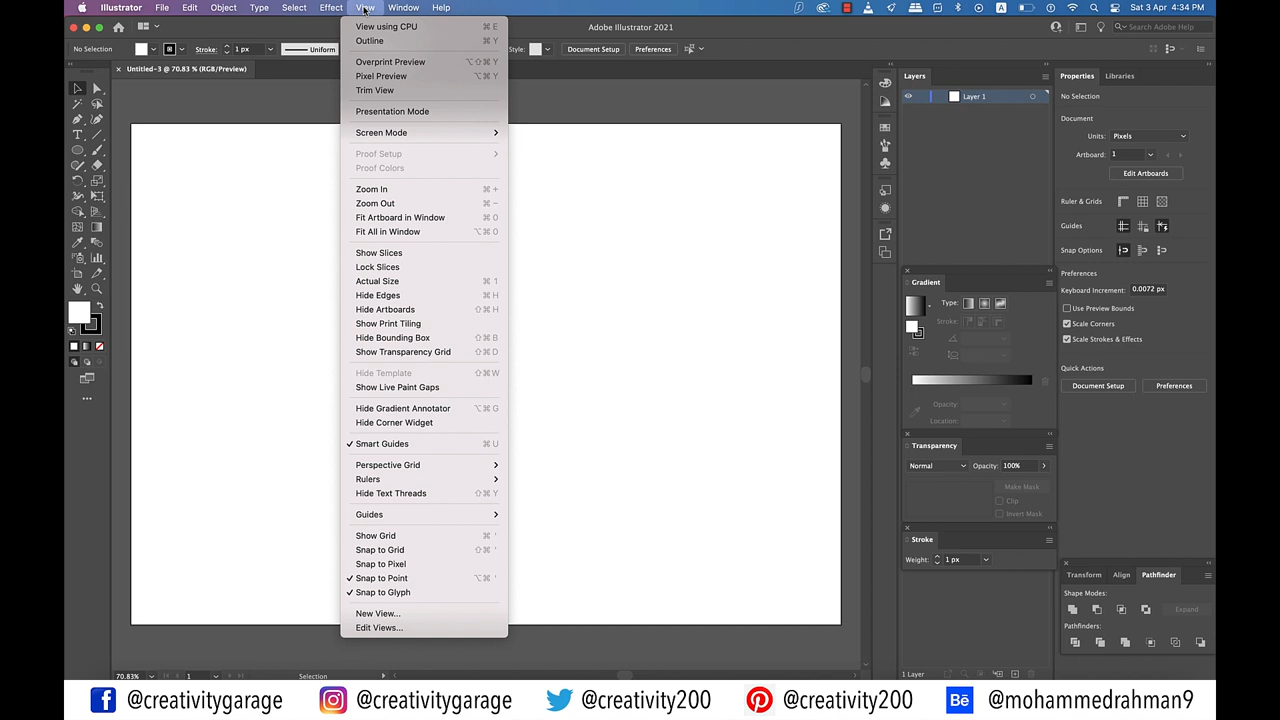 Illustrator File Edit Object Type Select Effect View Window Help
A Sat 3 Apr 4:34 PM
Adobe Illustrator 2021
Search Adobe Help
No Selection Stroke: 1 px Uniform Style: Document Setup Preferences
Untitled-3 @ 70.83 % (RGB/Preview)
View using CPU ⌘ E
Outline ⌘ Y
Overprint Preview ⌥⇧⌘ Y
Pixel Preview ⌥⌘ Y
Trim View
Presentation Mode
Screen Mode
Proof Setup
Proof Colors
Zoom In ⌘ +
Zoom Out ⌘ −
Fit Artboard in Window ⌘ 0
Fit All in Window ⌥⌘ 0
Show Slices
Lock Slices
Actual Size ⌘ 1
Hide Edges ⌘ H
Hide Artboards ⇧⌘ H
Show Print Tiling
Hide Bounding Box ⇧⌘ B
Show Transparency Grid ⇧⌘ D
Hide Template ⇧⌘ W
Show Live Paint Gaps
Hide Gradient Annotator ⌥⌘ G
Hide Corner Widget
Smart Guides ⌘ U
Perspective Grid
Rulers
Hide Text Threads ⇧⌘ Y
Guides
Show Grid ⌘ '
Snap to Grid ⇧⌘ '
Snap to Pixel
Snap to Point ⌥⌘ '
Snap to Glyph
New View...
Edit Views...
Layers
Layer 1
Gradient
Type:
Stroke:
Opacity:
Location:
Transparency
Normal Opacity: 100%
Make Mask
Clip
Invert Mask
Stroke
Weight: 1 px
1 Layer
Properties Libraries
No Selection
Document
Units: Pixels
Artboard: 1
Edit Artboards
Ruler & Grids
Guides
Snap Options
Preferences
Keyboard Increment: 0.0072 px
Use Preview Bounds
Scale Corners
Scale Strokes & Effects
Quick Actions
Document Setup Preferences
Transform Align Pathfinder
Shape Modes:
Expand
Pathfinders:
70.83% 1 Selection
@creativitygarage @creativitygarage @creativity200 @creativity200 Bē @mohammedrahman9